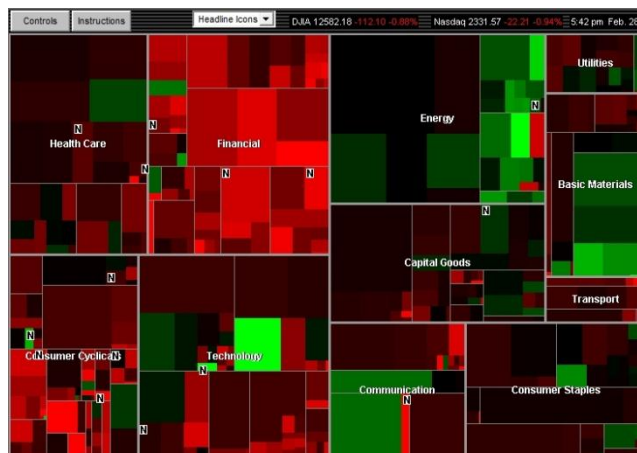 Controls Instructions Headline Icons DJIA 12582.18 -112.10 -0.88% Nasdaq 2331.57 -22.21 -0.94% 5:42 pm Feb. 28
Utilities
N
Energy
N
Health Care
Financial
N
N
N
Basic Materials
N
Capital Goods
N
Transport
N
N
Consumer Cyclicals
Technology
N
Communication
Consumer Staples
N
N
N